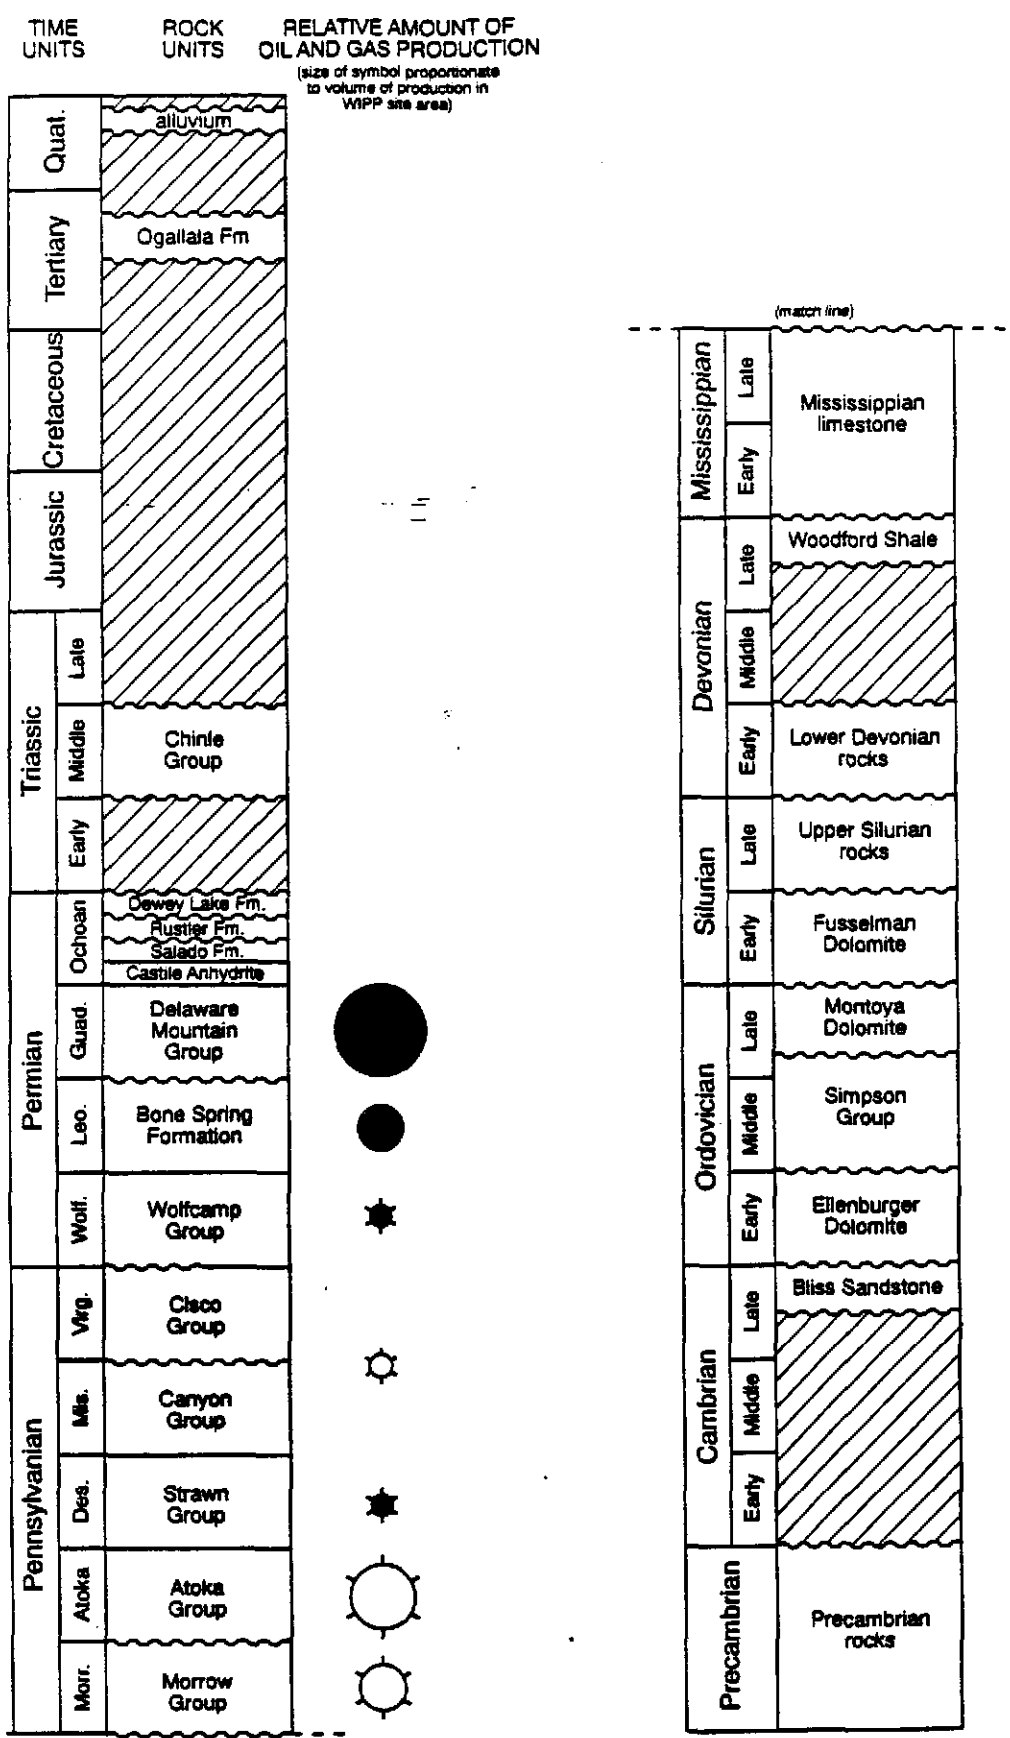 TIME
UNITS
ROCK
UNITS
RELATIVE AMOUNT OF
OIL AND GAS PRODUCTION
(size of symbol proportionate
to volume of production in
WIPP site area)
Quat.
alluvium
Tertiary
Ogallala Fm
Cretaceous
Jurassic
Triassic
Late
Middle
Chinle
Group
Early
Permian
Ochoan
Dewey Lake Fm.
Rustler Fm.
Salado Fm.
Castile Anhydrite
Guad.
Delaware
Mountain
Group
Leo.
Bone Spring
Formation
Wolf.
Wolfcamp
Group
Pennsylvanian
Virg.
Cisco
Group
Mis.
Canyon
Group
Des.
Strawn
Group
Atoka
Atoka
Group
Morr.
Morrow
Group
(match line)
Mississippian
Late
Early
Mississippian
limestone
Devonian
Late
Woodford Shale
Middle
Early
Lower Devonian
rocks
Silurian
Late
Upper Silurian
rocks
Early
Fusselman
Dolomite
Ordovician
Late
Montoya
Dolomite
Middle
Simpson
Group
Early
Ellenburger
Dolomite
Cambrian
Late
Bliss Sandstone
Middle
Early
Precambrian
Precambrian
rocks